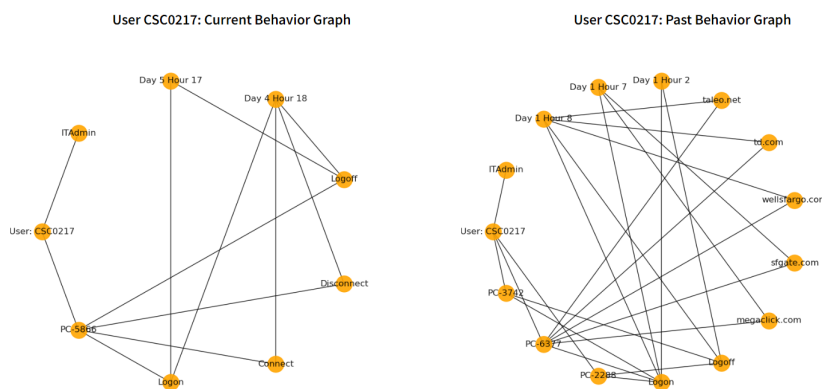 User CSC0217: Current Behavior Graph
Day 5 Hour 17
Day 4 Hour 18
ITAdmin
Logoff
User: CSC0217
Disconnect
PC-5866
Connect
Logon
User CSC0217: Past Behavior Graph
Day 1 Hour 2
Day 1 Hour 7
taleo.net
Day 1 Hour 8
td.com
ITAdmin
wellsfargo.cor
User: CSC0217
sfgate.com
PC-3742
megaclick.com
PC-6377
Logoff
PC-2288
Logon